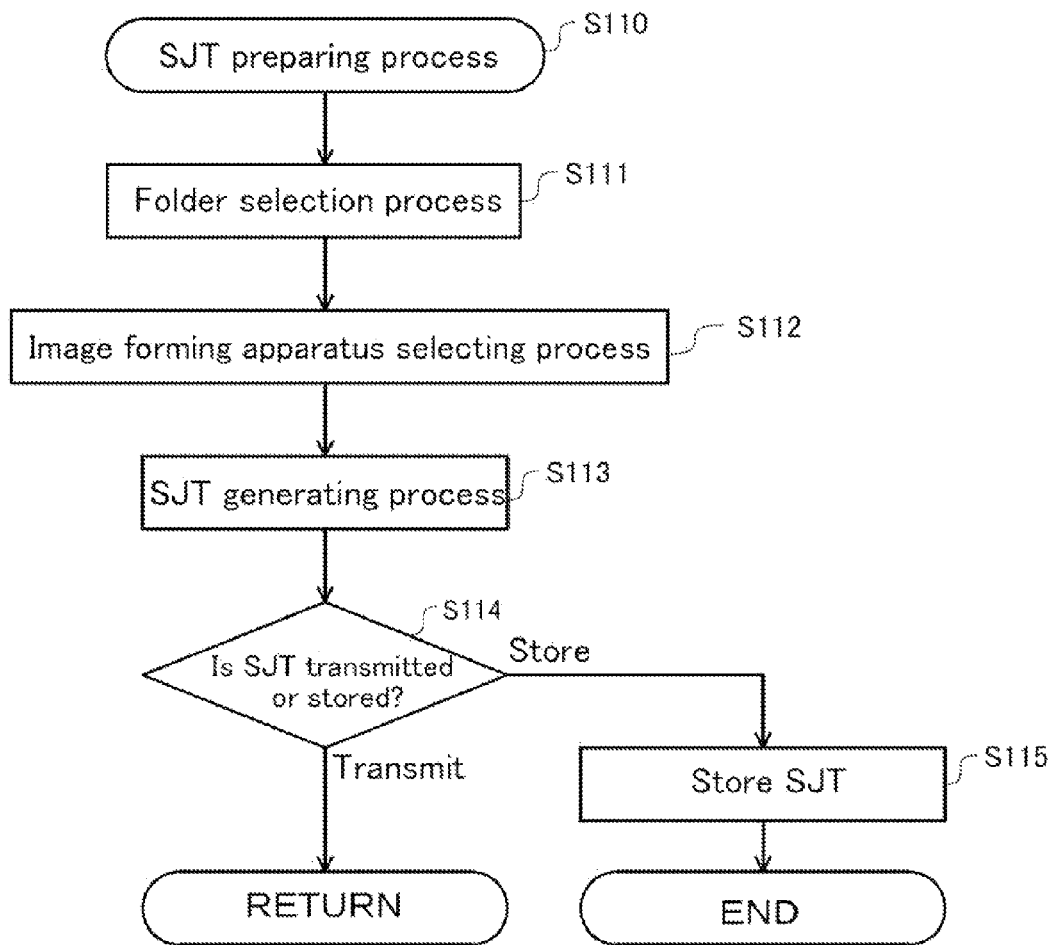 S110
SJT preparing process
S111
Folder selection process
S112
Image forming apparatus selecting process
S113
SJT generating process
S114
Is SJT transmitted
or stored?
Store
Transmit
S115
Store SJT
RETURN
END